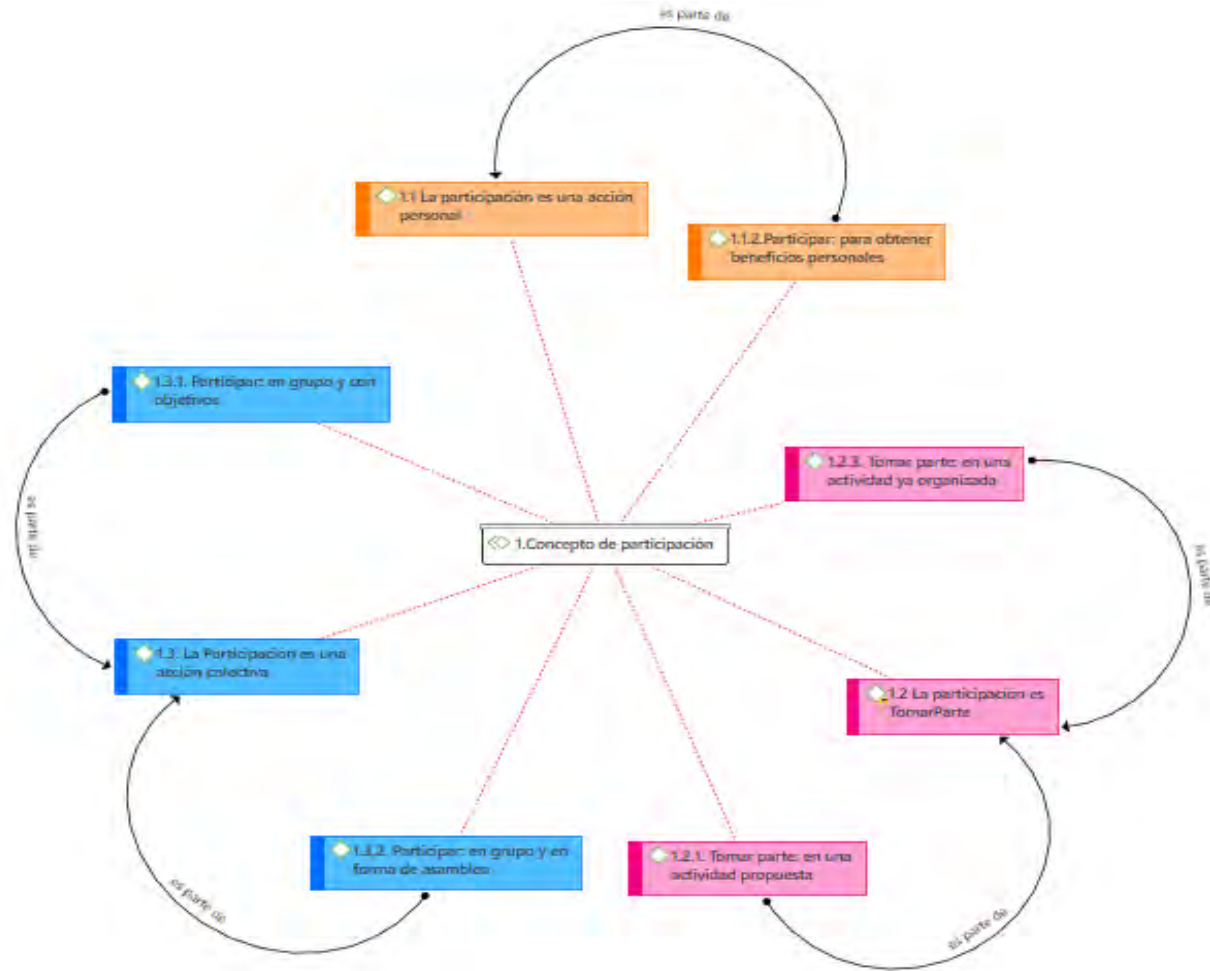 es parte de
1.1 La participación es una acción
personal
1.1.2.Participar: para obtener
beneficios personales
1.3.1. Participar: en grupo y con
objetivos
1.2.3. Tomar parte: en una
actividad ya organizada
es parte de
1.Concepto de participación
es parte de
1.3. La Participación es una
acción colectiva
1.2 La participación es
TomarParte
1.3.2. Participar: en grupo y en
forma de asamblea
1.2.1. Tomar parte: en una
actividad propuesta
es parte de
es parte de